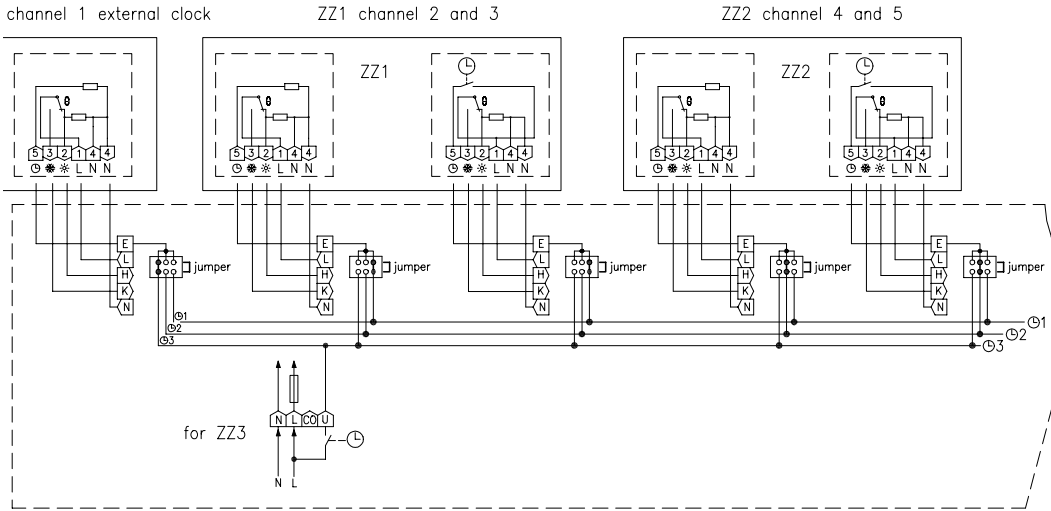 channel 1 external clock
ZZ1 channel 2 and 3
ZZ2 channel 4 and 5
ZZ1
ZZ2
θ θ θ θ θ
5 3 2 1 4 4
5 3 2 1 4 4
5 3 2 1 4 4
5 3 2 1 4 4
5 3 2 1 4 4
L N N
L N N
L N N
L N N
L N N
E
L
H
K
N
jumper
E
L
H
K
N
jumper
E
L
H
K
N
jumper
E
L
H
K
N
jumper
E
L
H
K
N
jumper
1
2
3
1
2
3
for ZZ3
N L CO U
N L